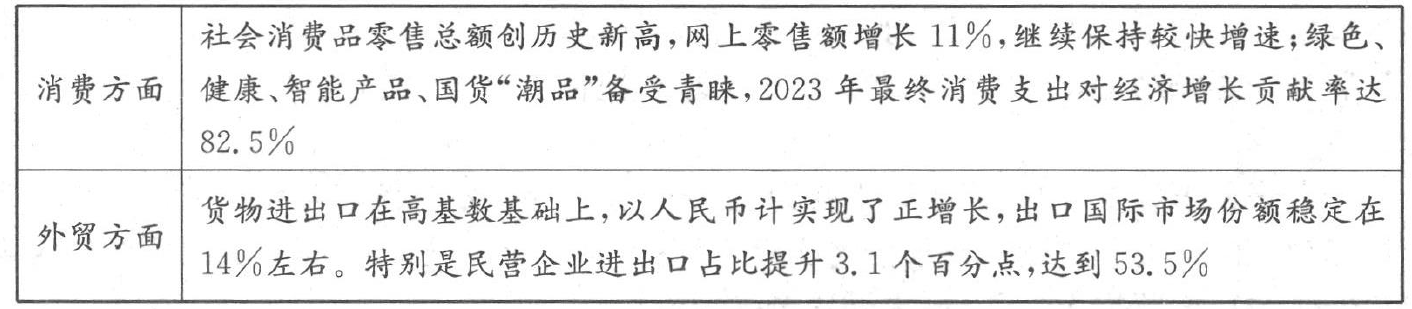 社会消费品零售总额创历史新高,网上零售额增长11%,继续保持较快增速;绿色、
消费方面
健康、智能产品、国货“潮品”备受青睐,2023年最终消费支出对经济增长贡献率达
82.5%
货物进出口在高基数基础上,以人民币计实现了正增长,出口国际市场份额稳定在
外贸方面
14%左右。特别是民营企业进出口占比提升3.1个百分点,达到53.5%